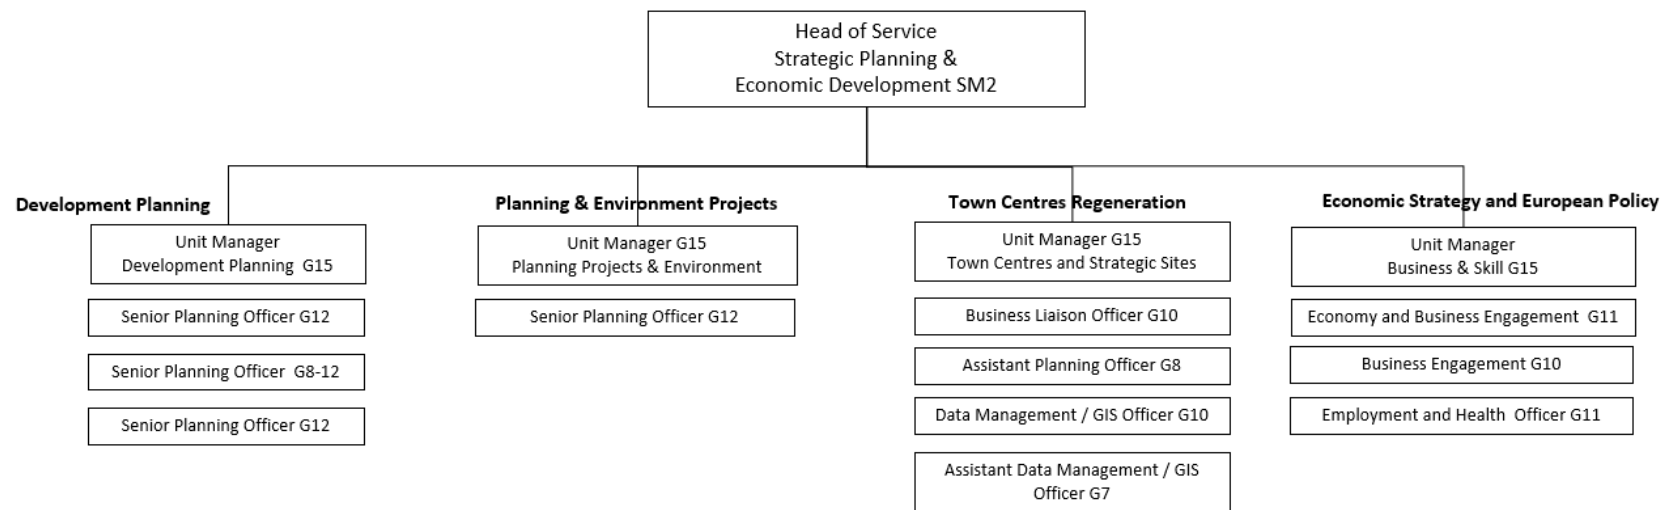 Head of Service
Strategic Planning &
Economic Development SM2
Development Planning
Unit Manager
Development Planning G15
Senior Planning Officer G12
Senior Planning Officer G8-12
Senior Planning Officer G12
Planning & Environment Projects
Unit Manager G15
Planning Projects & Environment
Senior Planning Officer G12
Town Centres Regeneration
Unit Manager G15
Town Centres and Strategic Sites
Business Liaison Officer G10
Assistant Planning Officer G8
Data Management / GIS Officer G10
Assistant Data Management / GIS
Officer G7
Economic Strategy and European Policy
Unit Manager
Business & Skill G15
Economy and Business Engagement G11
Business Engagement G10
Employment and Health Officer G11